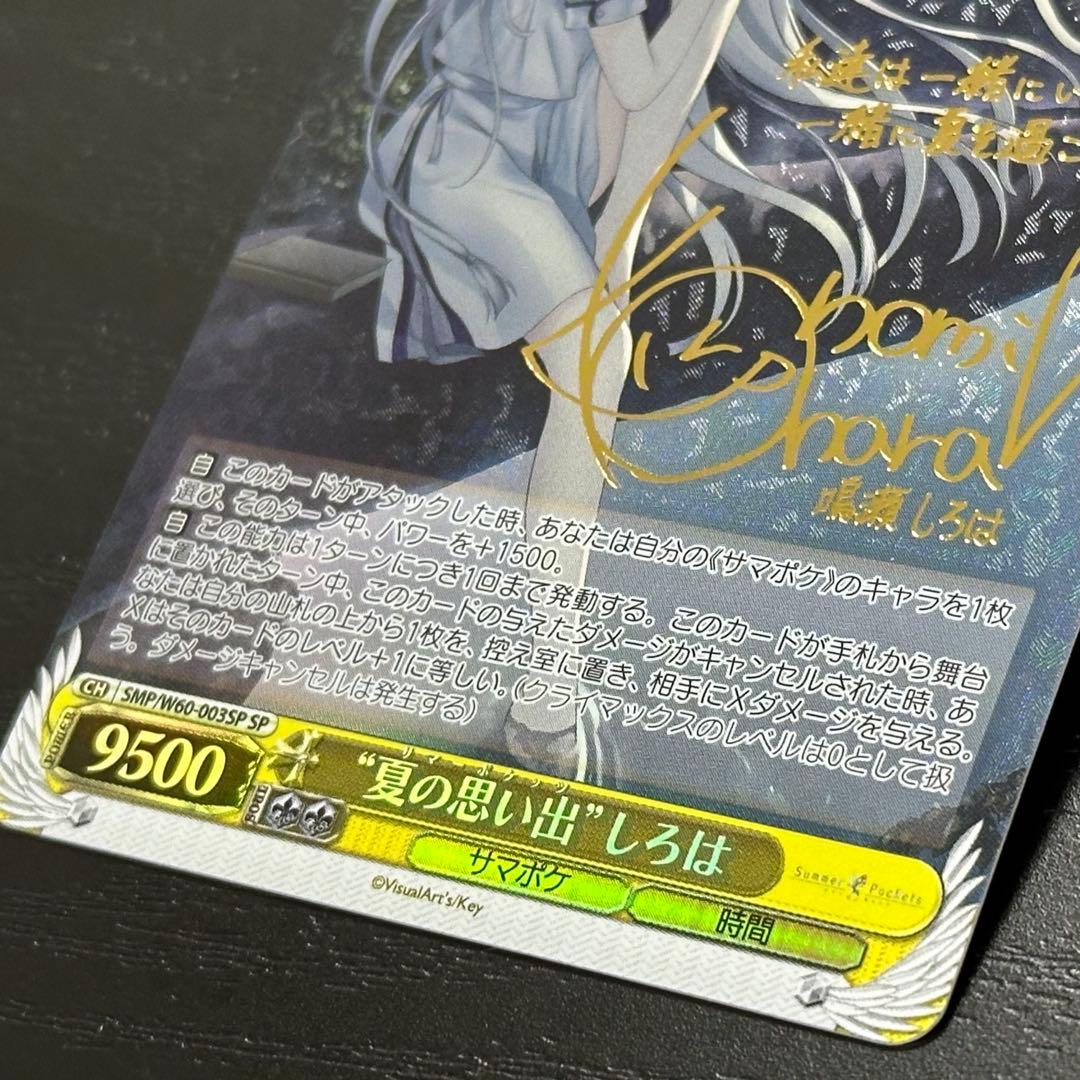 私達は一緒にい
一緒に夏を過ご
Konomi
Kohara
鳴瀬しろは
自 このカードがアタックした時、あなたは自分の《サマポケ》のキャラを1枚
選び、そのターン中、パワーを+1500。
自 この能力は1ターンにつき1回まで発動する。このカードが手札から舞台
に置かれたターン中、このカードの与えたダメージがキャンセルされた時、あ
なたは自分の山札の上から1枚を、控え室に置き、相手にXダメージを与える。
Xはそのカードのレベル+1に等しい。(クライマックスのレベルは0として扱
う。ダメージキャンセルは発生する)
CH SMP/W60-003SP SP
POWER
9500
SOUL
サマーポケッツ
“夏の思い出”しろは
Summer Pockets
サマポケ
時間
©VisualArt's/Key